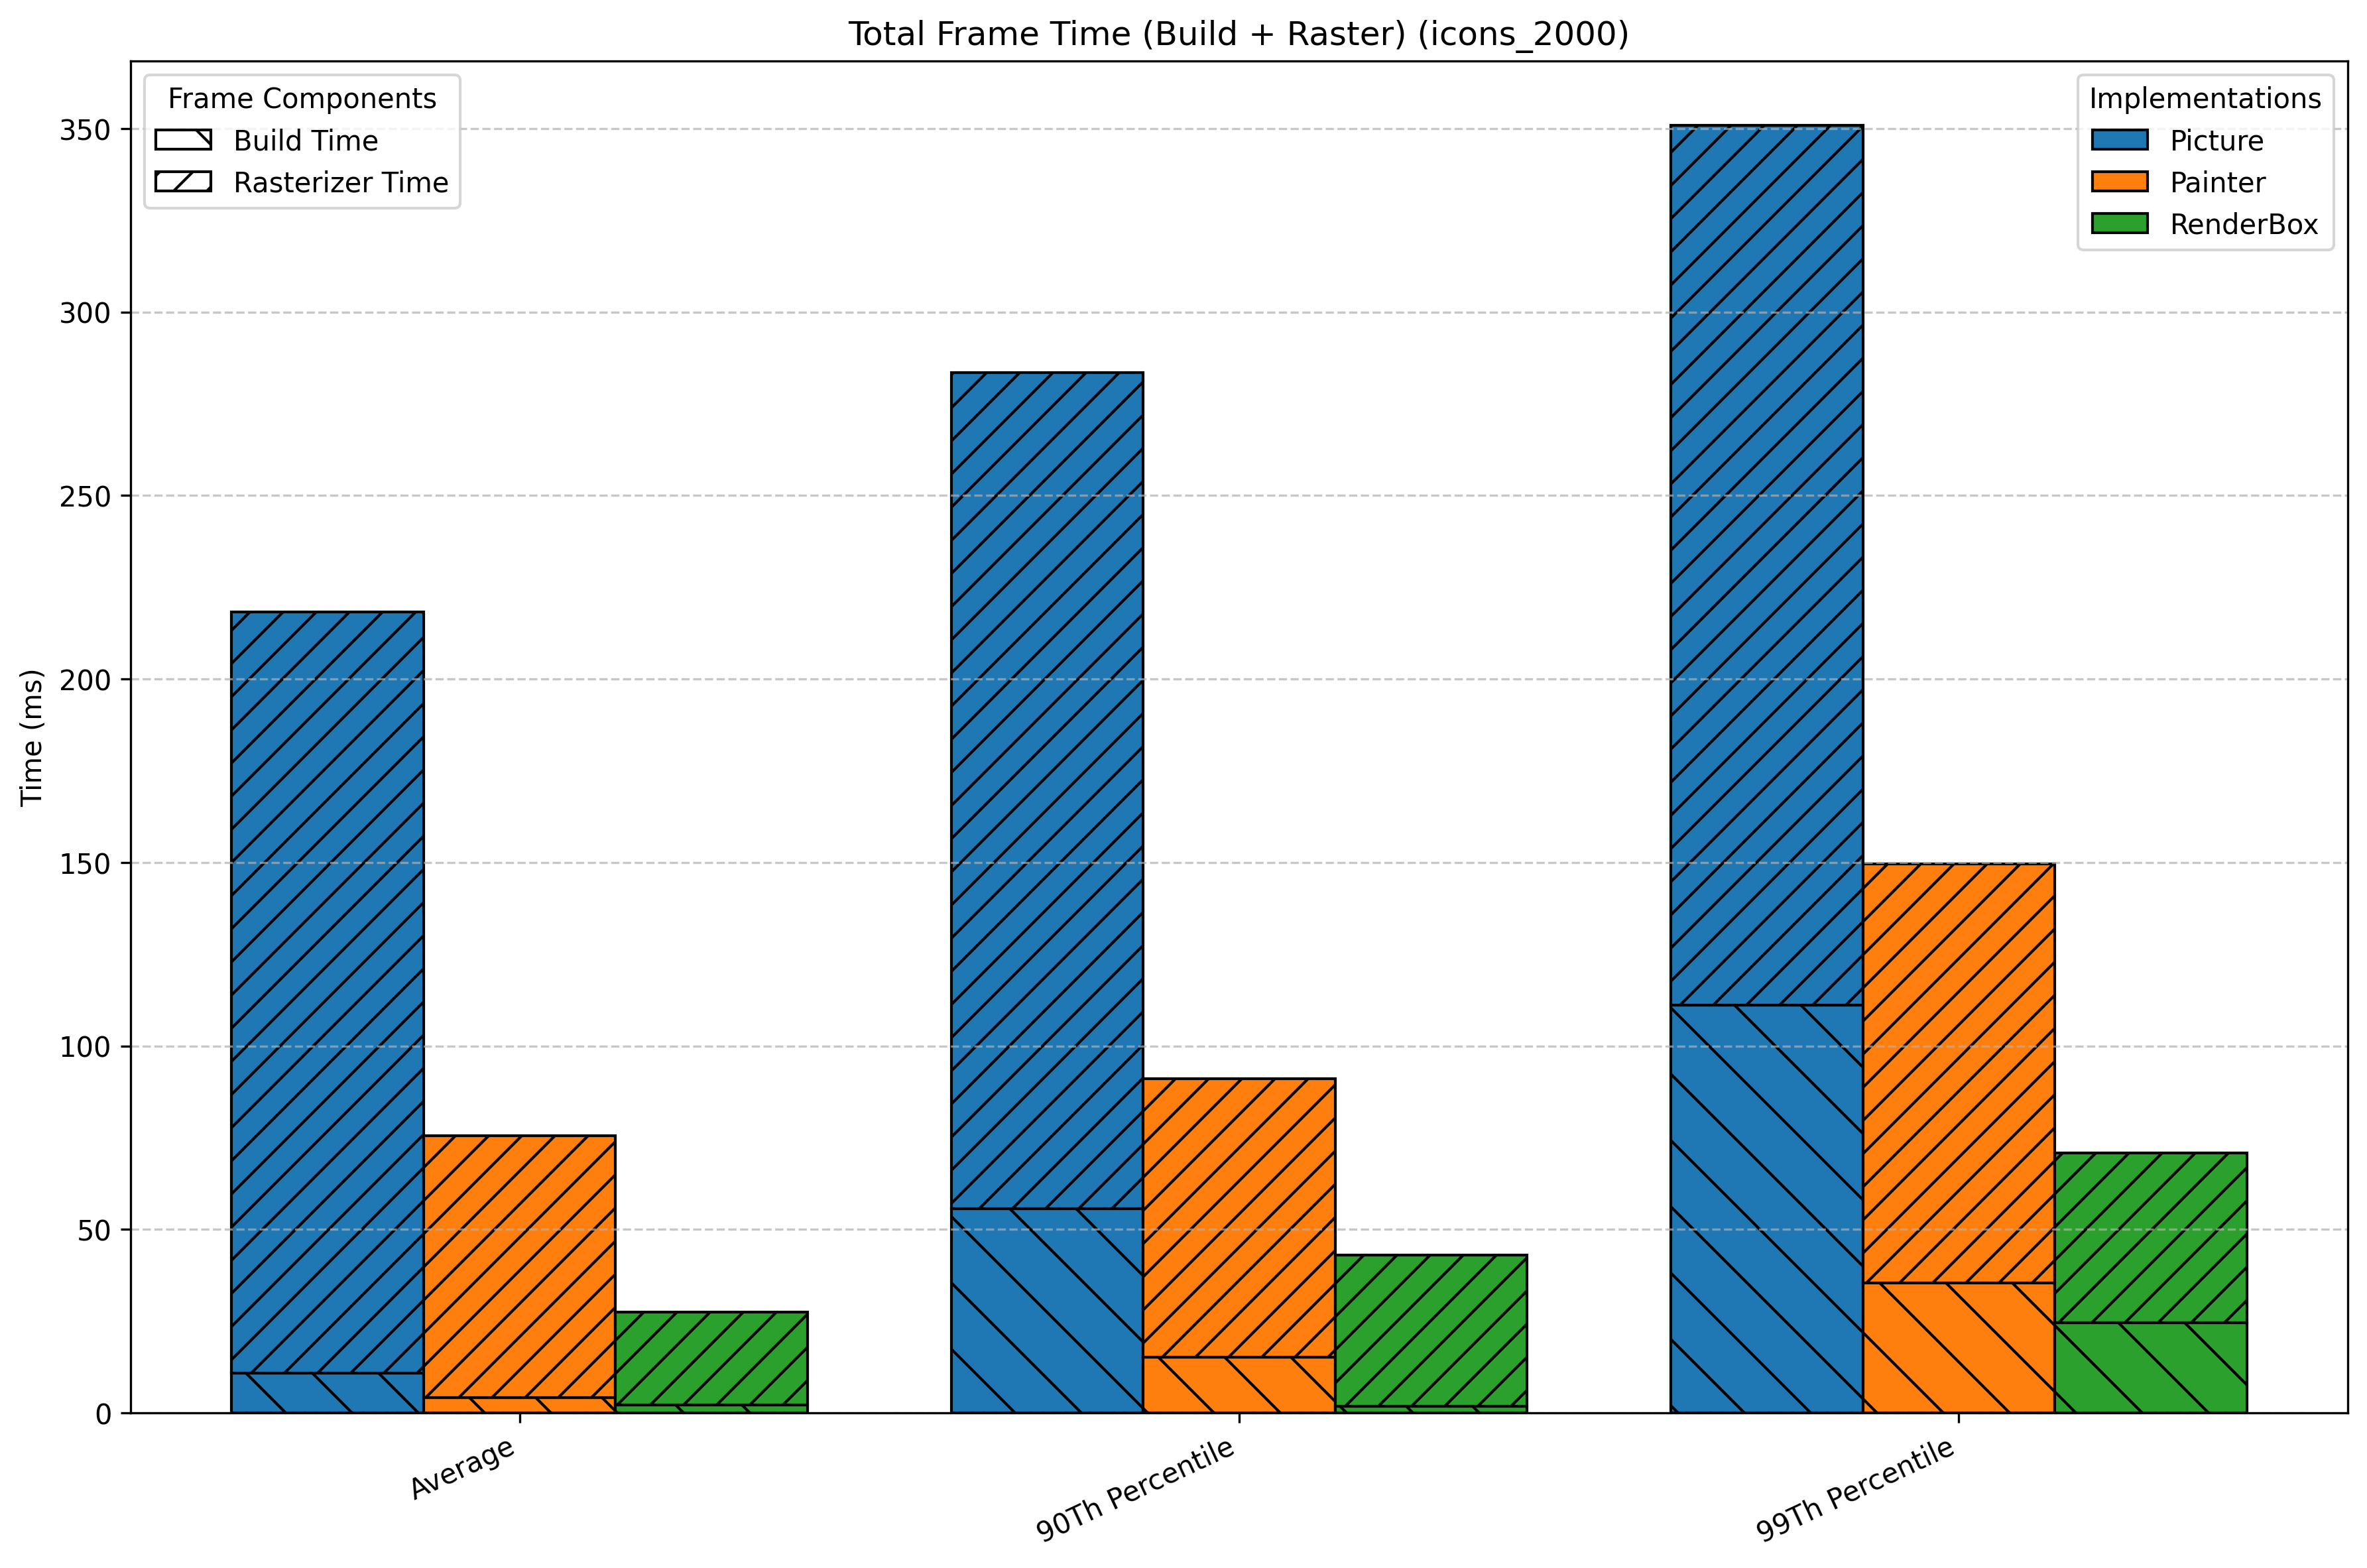 Total Frame Time (Build + Raster) (icons_2000)
Frame Components
Build Time
Rasterizer Time
Implementations
Picture
Painter
RenderBox
Time (ms)
350
300
250
200
150
100
50
0
Average
90Th Percentile
99Th Percentile